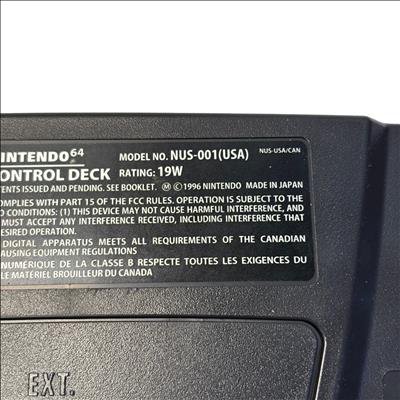 NINTENDO64 MODEL NO. NUS-001(USA) NUS-USA/CAN
CONTROL DECK RATING: 19W
ENTS ISSUED AND PENDING. SEE BOOKLET. Ⓜ ©1996 NINTENDO MADE IN JAPAN
OMPLIES WITH PART 15 OF THE FCC RULES. OPERATION IS SUBJECT TO THE
O CONDITIONS: (1) THIS DEVICE MAY NOT CAUSE HARMFUL INTERFERENCE, AND
MUST ACCEPT ANY INTERFERENCE RECEIVED, INCLUDING INTERFERENCE THAT
UNDESIRED OPERATION.
DIGITAL APPARATUS MEETS ALL REQUIREMENTS OF THE CANADIAN
CAUSING EQUIPMENT REGULATIONS
NUMÉRIQUE DE LA CLASSE B RESPECTE TOUTES LES EXIGENCES DU
LE MATÉRIEL BROUILLEUR DU CANADA
EXT.